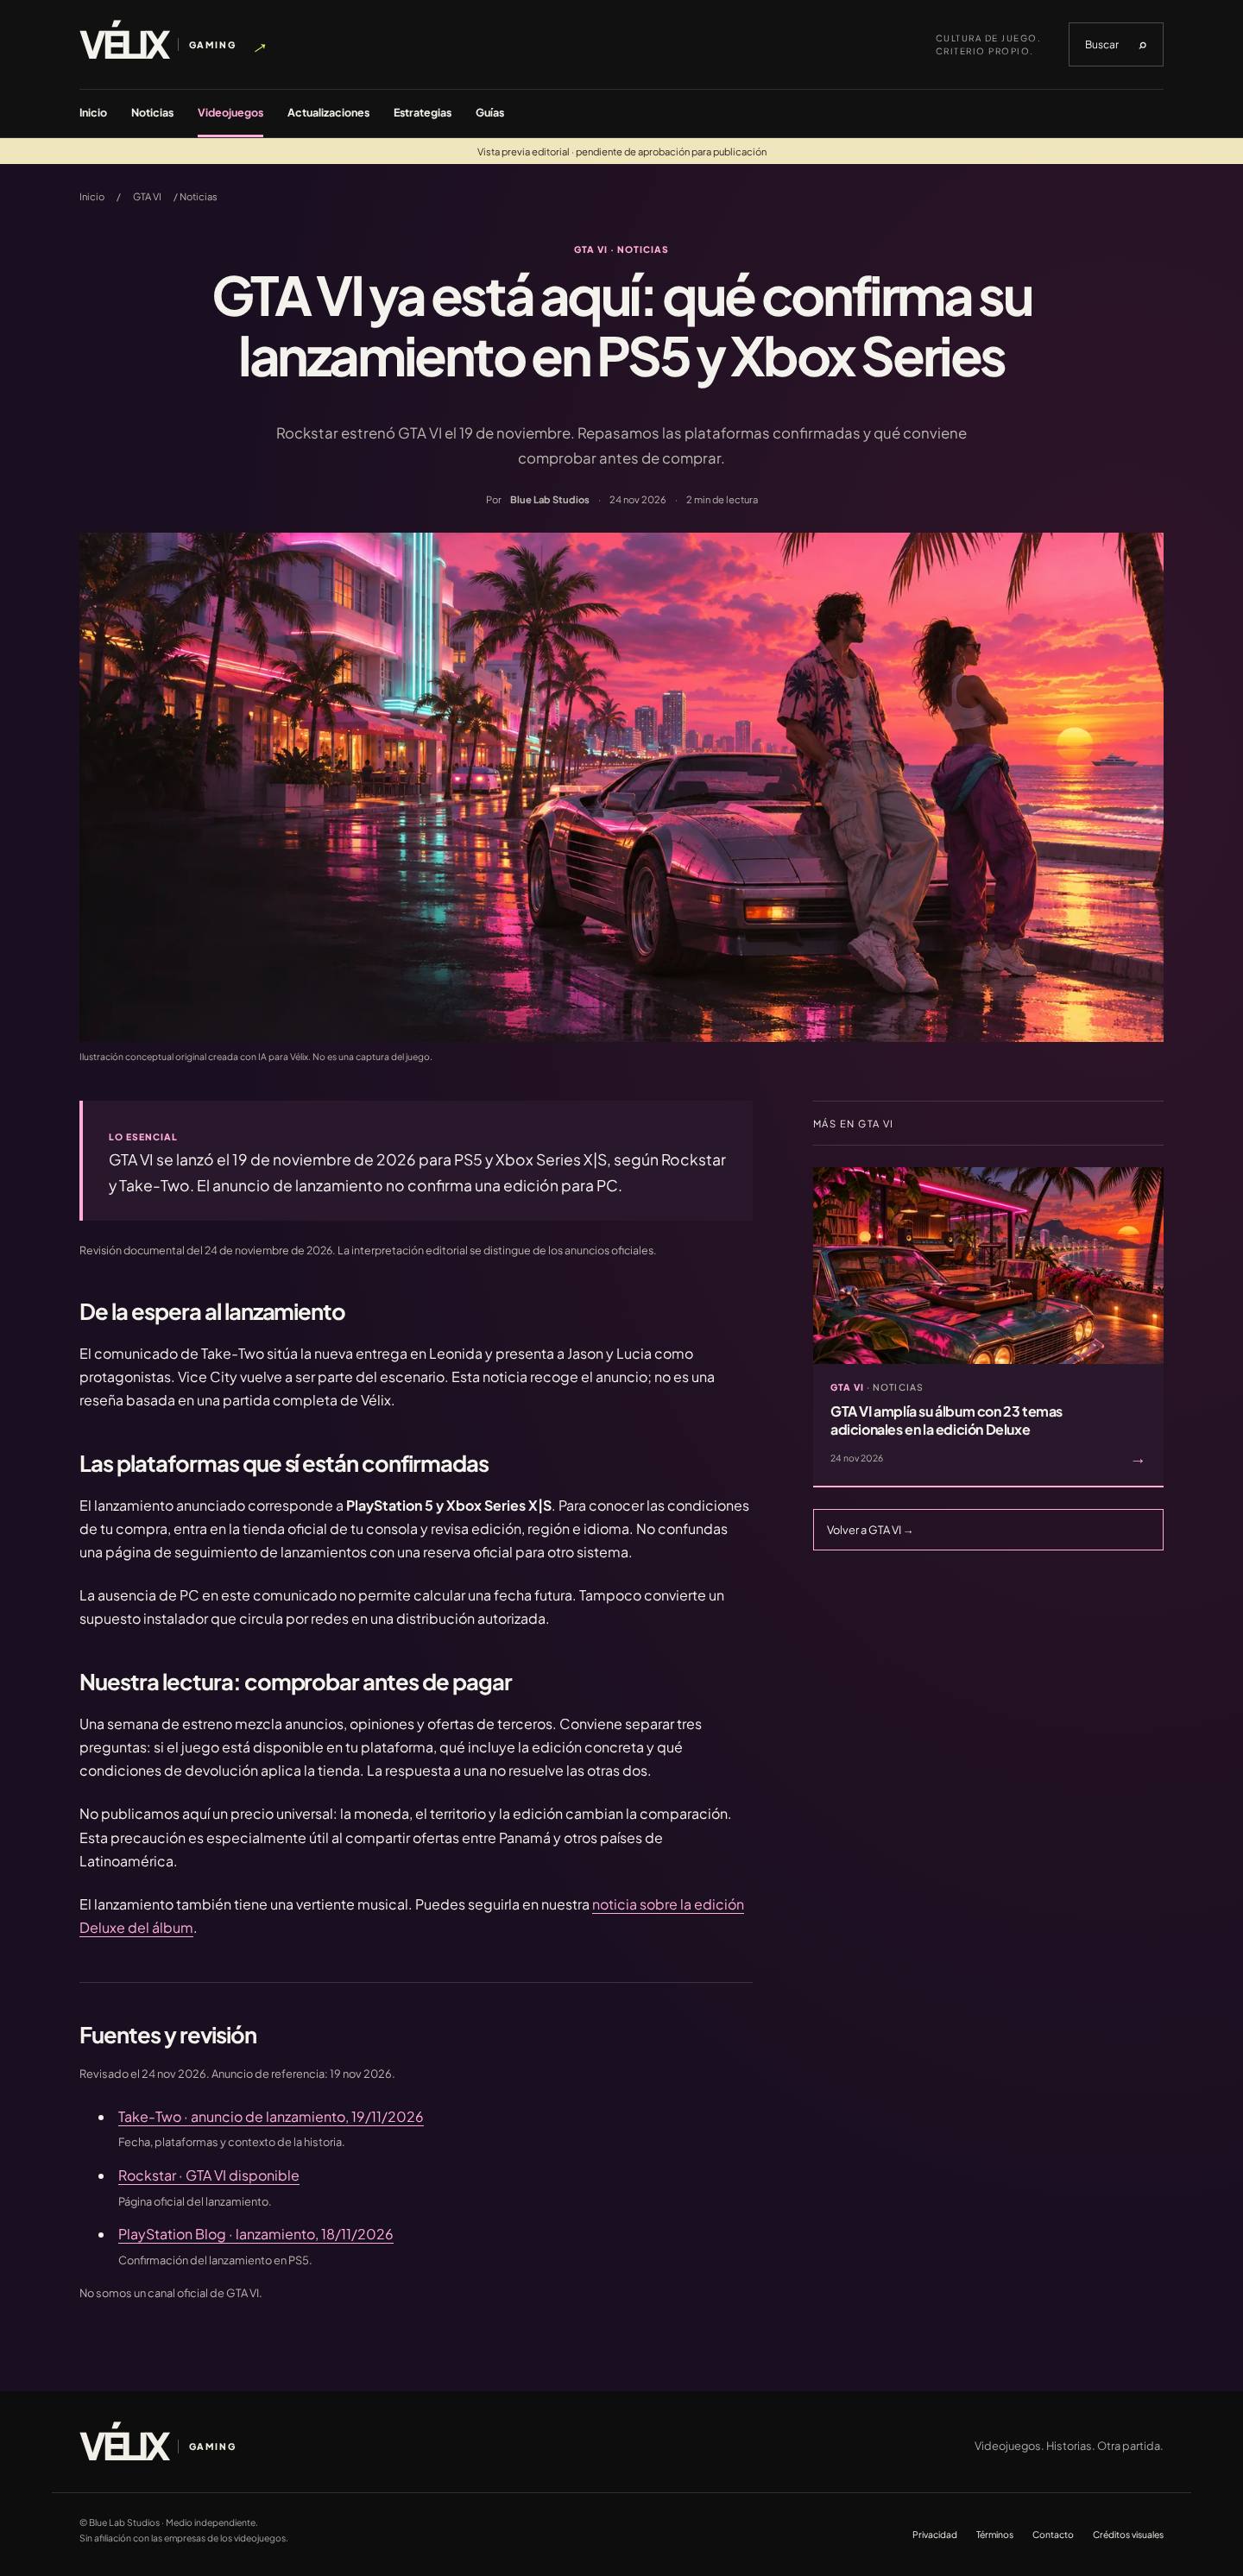 VÉLIX GAMING
CULTURA DE JUEGO.
CRITERIO PROPIO.
Buscar
Inicio Noticias Videojuegos Actualizaciones Estrategias Guías
Vista previa editorial · pendiente de aprobación para publicación
Inicio / GTA VI / Noticias
GTA VI · NOTICIAS
GTA VI ya está aquí: qué confirma su
lanzamiento en PS5 y Xbox Series
Rockstar estrenó GTA VI el 19 de noviembre. Repasamos las plataformas confirmadas y qué conviene
comprobar antes de comprar.
Por Blue Lab Studios · 24 nov 2026 · 2 min de lectura
Ilustración conceptual original creada con IA para Vélix. No es una captura del juego.
LO ESENCIAL
GTA VI se lanzó el 19 de noviembre de 2026 para PS5 y Xbox Series X|S, según Rockstar
y Take-Two. El anuncio de lanzamiento no confirma una edición para PC.
Revisión documental del 24 de noviembre de 2026. La interpretación editorial se distingue de los anuncios oficiales.
De la espera al lanzamiento
El comunicado de Take-Two sitúa la nueva entrega en Leonida y presenta a Jason y Lucia como
protagonistas. Vice City vuelve a ser parte del escenario. Esta noticia recoge el anuncio; no es una
reseña basada en una partida completa de Vélix.
Las plataformas que sí están confirmadas
El lanzamiento anunciado corresponde a PlayStation 5 y Xbox Series X|S. Para conocer las condiciones
de tu compra, entra en la tienda oficial de tu consola y revisa edición, región e idioma. No confundas
una página de seguimiento de lanzamientos con una reserva oficial para otro sistema.
La ausencia de PC en este comunicado no permite calcular una fecha futura. Tampoco convierte un
supuesto instalador que circula por redes en una distribución autorizada.
Nuestra lectura: comprobar antes de pagar
Una semana de estreno mezcla anuncios, opiniones y ofertas de terceros. Conviene separar tres
preguntas: si el juego está disponible en tu plataforma, qué incluye la edición concreta y qué
condiciones de devolución aplica la tienda. La respuesta a una no resuelve las otras dos.
No publicamos aquí un precio universal: la moneda, el territorio y la edición cambian la comparación.
Esta precaución es especialmente útil al compartir ofertas entre Panamá y otros países de
Latinoamérica.
El lanzamiento también tiene una vertiente musical. Puedes seguirla en nuestra noticia sobre la edición
Deluxe del álbum.
Fuentes y revisión
Revisado el 24 nov 2026. Anuncio de referencia: 19 nov 2026.
Take-Two · anuncio de lanzamiento, 19/11/2026
Fecha, plataformas y contexto de la historia.
Rockstar · GTA VI disponible
Página oficial del lanzamiento.
PlayStation Blog · lanzamiento, 18/11/2026
Confirmación del lanzamiento en PS5.
No somos un canal oficial de GTA VI.
MÁS EN GTA VI
GTA VI · NOTICIAS
GTA VI amplía su álbum con 23 temas
adicionales en la edición Deluxe
24 nov 2026 →
Volver a GTA VI →
VÉLIX GAMING
Videojuegos. Historias. Otra partida.
© Blue Lab Studios · Medio independiente.
Sin afiliación con las empresas de los videojuegos.
Privacidad Términos Contacto Créditos visuales